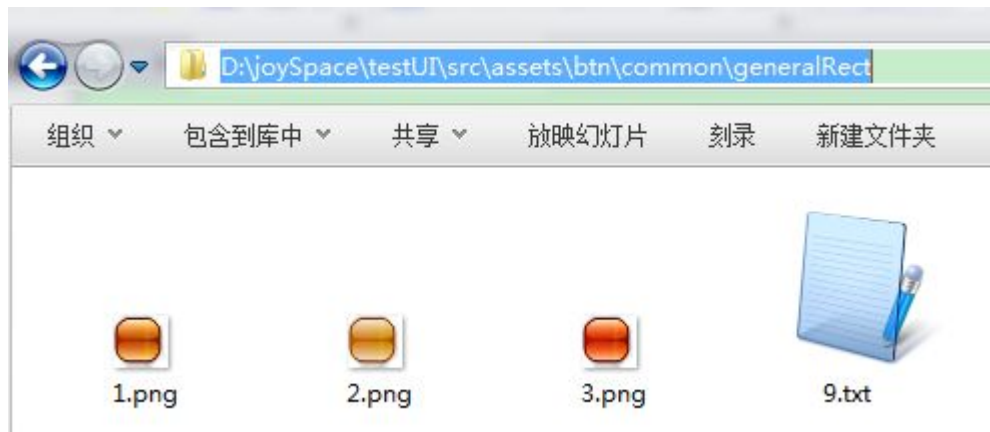 D:\joySpace\testUI\src\assets\btn\common\generalRect
组织 包含到库中 共享 放映幻灯片 刻录 新建文件夹
1.png 2.png 3.png 9.txt